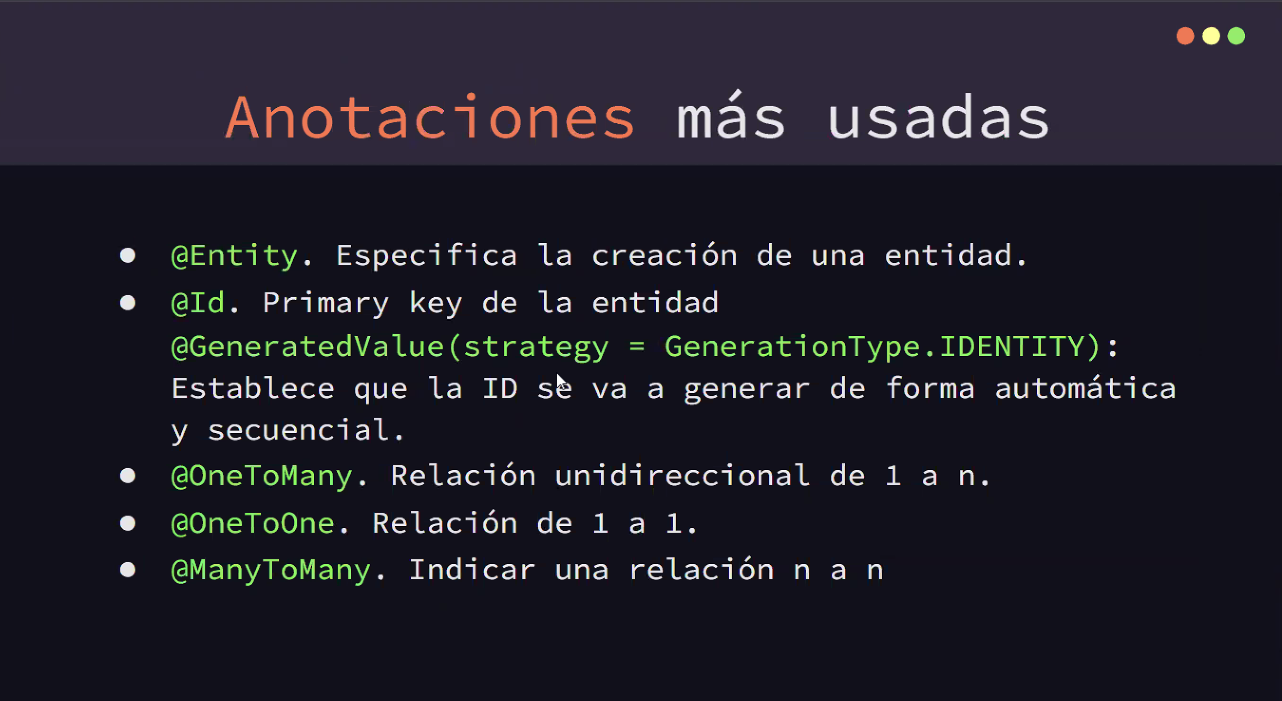 Anotaciones más usadas
● @Entity. Especifica la creación de una entidad.
● @Id. Primary key de la entidad
@GeneratedValue(strategy = GenerationType.IDENTITY):
Establece que la ID se va a generar de forma automática
y secuencial.
● @OneToMany. Relación unidireccional de 1 a n.
● @OneToOne. Relación de 1 a 1.
● @ManyToMany. Indicar una relación n a n